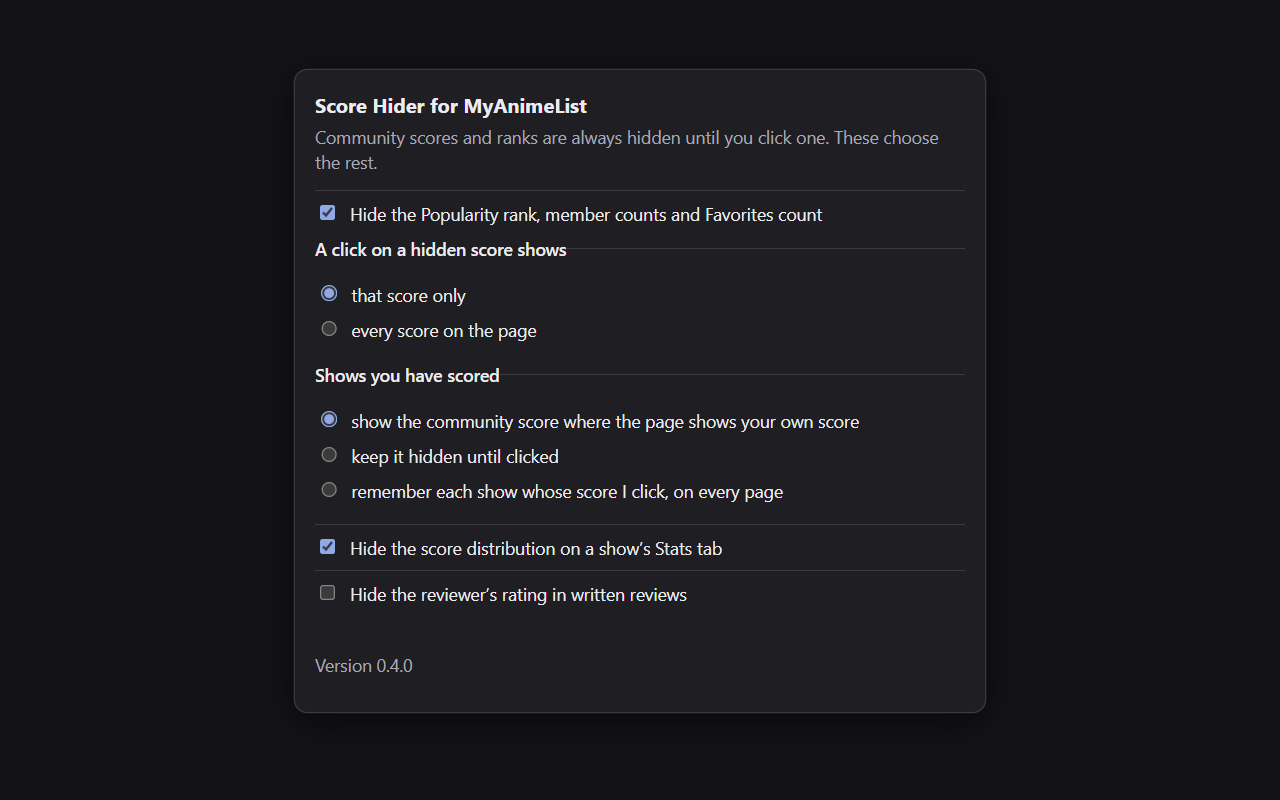 Score Hider for MyAnimeList
Community scores and ranks are always hidden until you click one. These choose
the rest.
Hide the Popularity rank, member counts and Favorites count
A click on a hidden score shows
that score only
every score on the page
Shows you have scored
show the community score where the page shows your own score
keep it hidden until clicked
remember each show whose score I click, on every page
Hide the score distribution on a show’s Stats tab
Hide the reviewer’s rating in written reviews
Version 0.4.0